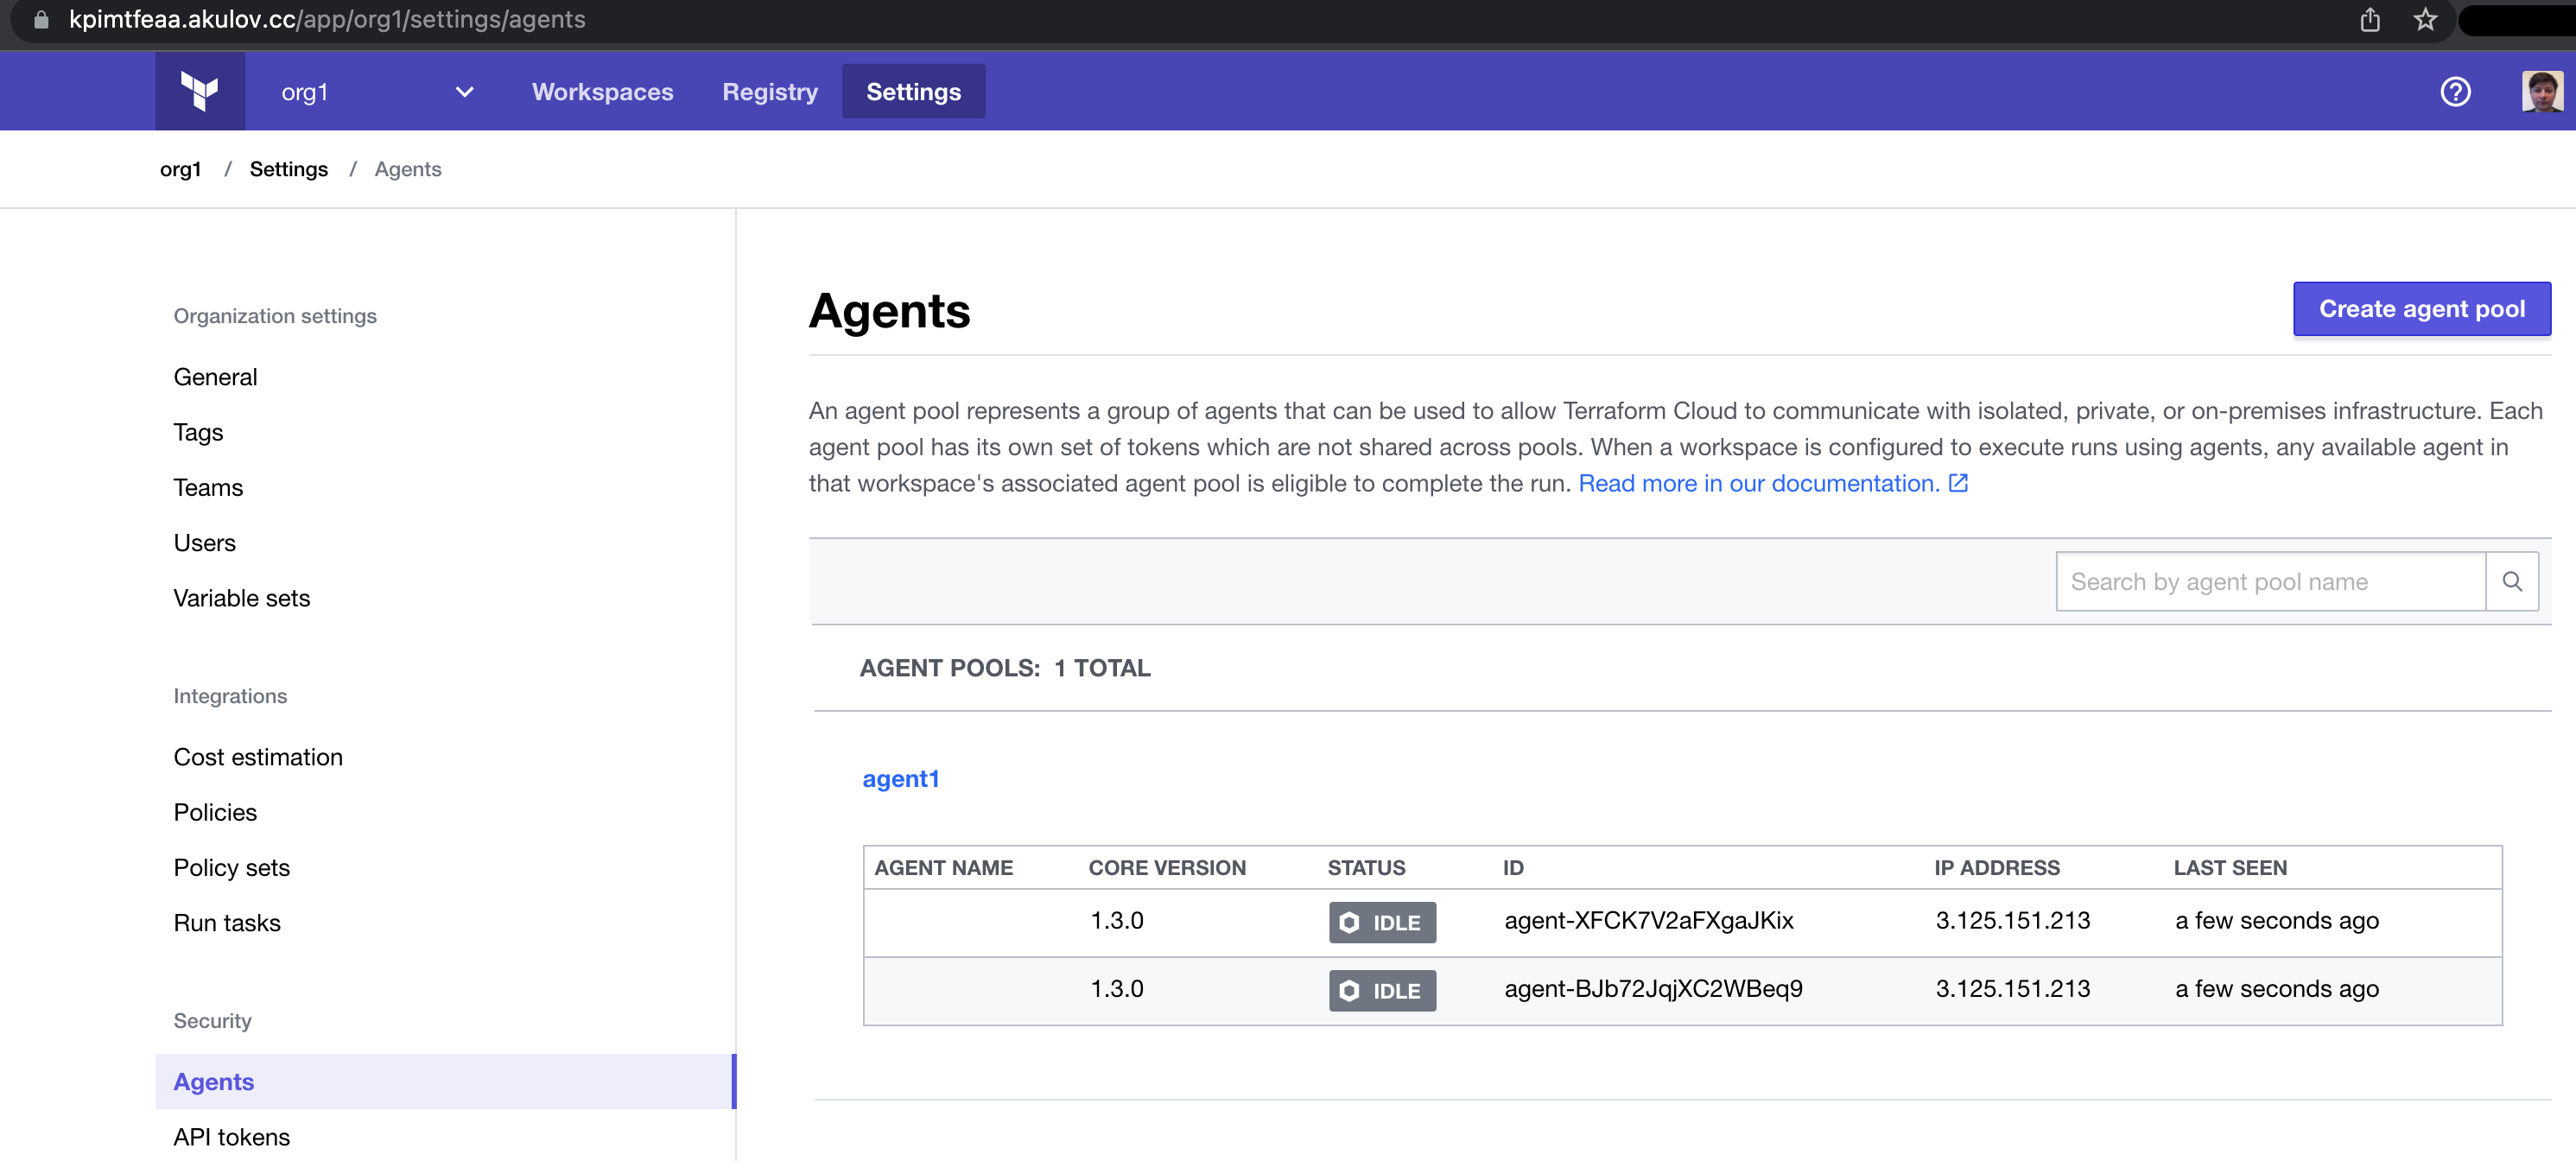 kpimtfeaa.akulov.cc/app/org1/settings/agents
org1 Workspaces Registry Settings
org1 / Settings / Agents
Organization settings
General
Tags
Teams
Users
Variable sets
Integrations
Cost estimation
Policies
Policy sets
Run tasks
Security
Agents
API tokens
Agents
Create agent pool
An agent pool represents a group of agents that can be used to allow Terraform Cloud to communicate with isolated, private, or on-premises infrastructure. Each
agent pool has its own set of tokens which are not shared across pools. When a workspace is configured to execute runs using agents, any available agent in
that workspace's associated agent pool is eligible to complete the run. Read more in our documentation.
Search by agent pool name
AGENT POOLS: 1 TOTAL
agent1
AGENT NAME CORE VERSION STATUS ID IP ADDRESS LAST SEEN
1.3.0 IDLE agent-XFCK7V2aFXgaJKix 3.125.151.213 a few seconds ago
1.3.0 IDLE agent-BJb72JqjXC2WBeq9 3.125.151.213 a few seconds ago